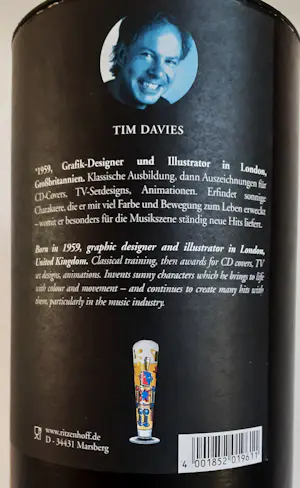 TIM DAVIES
*1959, Grafik-Designer und Illustrator in London,
Großbritannien. Klassische Ausbildung, dann Auszeichnungen für
CD-Covers, TV-Serdesigns, Animationen. Erfindet sonnige
Charaktere, die er mit viel Farbe und Bewegung zum Leben erweckt
– womit er besonders für die Musikszene ständig neue Hits liefert.
Born in 1959, graphic designer and illustrator in London,
United Kingdom. Classical training, then awards for CD covers, TV
set designs, animations. Invents sunny characters which he brings to life
with colour and movement – and continues to create many hits with
them, particularly in the music industry.
www.ritzenhoff.de
D - 34431 Marsberg
4 001852 019611